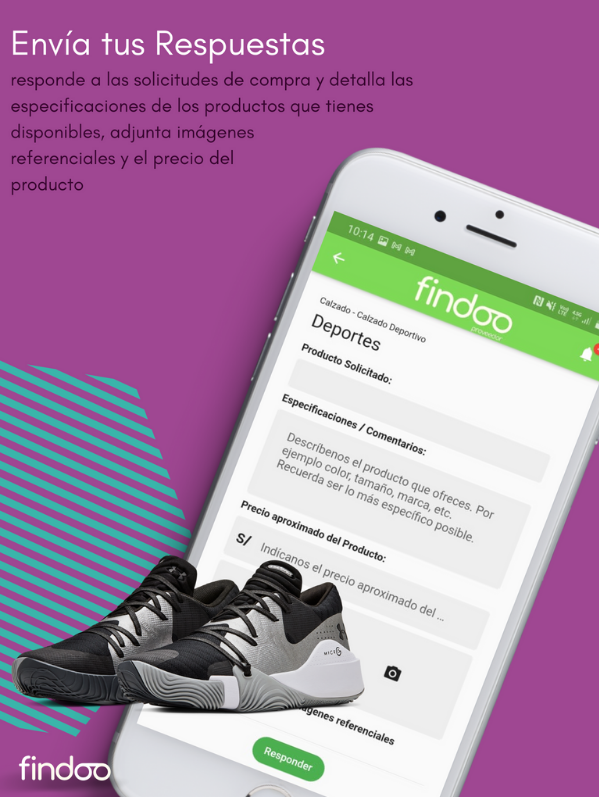 Envía tus Respuestas
responde a las solicitudes de compra y detalla las
especificaciones de los productos que tienes
disponibles, adjunta imágenes
referenciales y el precio del
producto
10:14
findoo
proveedor
Calzado - Calzado Deportivo
Deportes
Producto Solicitado:
Especificaciones / Comentarios:
Descríbenos el producto que ofreces. Por
ejemplo color, tamaño, marca, etc.
Recuerda ser lo más específico posible.
Precio aproximado del Producto:
S/ Indícanos el precio aproximado del ...
referenciales
Responder
MICRO G
findoo